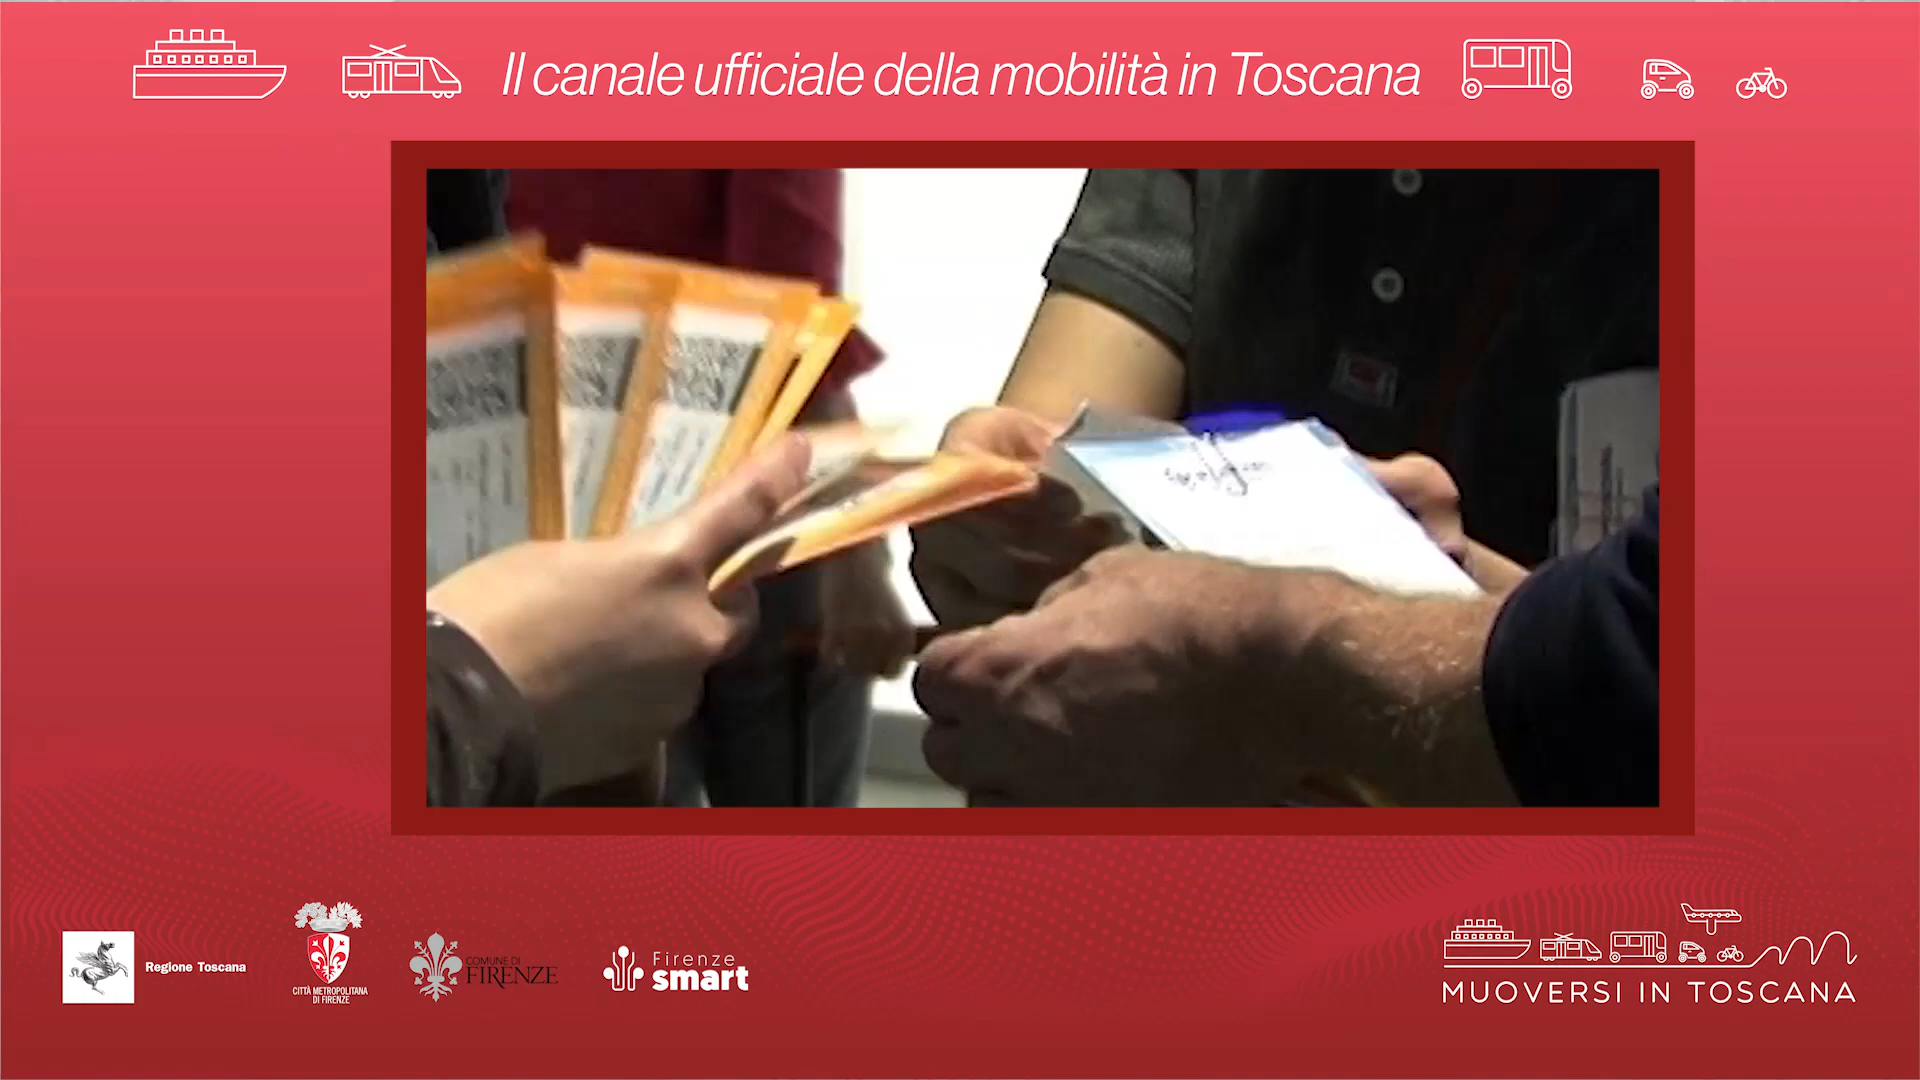 Il canale ufficiale della mobilità in Toscana
Regione Toscana
CITTÀ METROPOLITANA
DI FIRENZE
COMUNE DI
FIRENZE
Firenze
smart
MUOVERSI IN TOSCANA